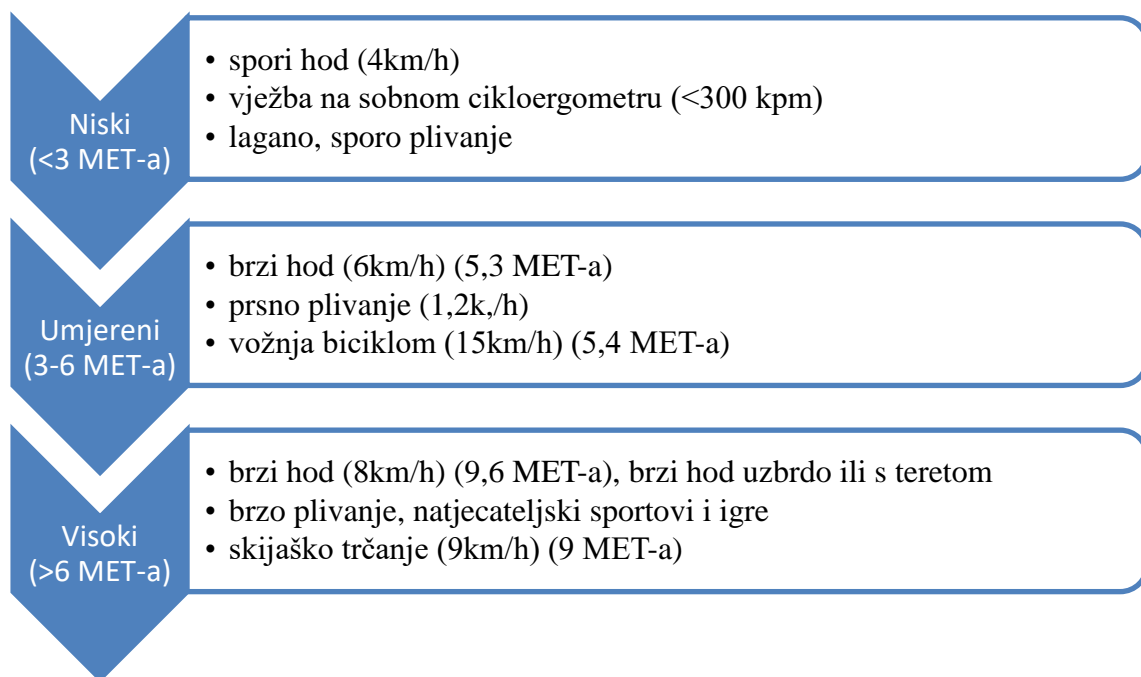 Niski
(<3 MET-a)
• spori hod (4km/h)
• vježba na sobnom cikloergometru (<300 kpm)
• lagano, sporo plivanje
Umjereni
(3-6 MET-a)
• brzi hod (6km/h) (5,3 MET-a)
• prsno plivanje (1,2k,/h)
• vožnja biciklom (15km/h) (5,4 MET-a)
Visoki
(>6 MET-a)
• brzi hod (8km/h) (9,6 MET-a), brzi hod uzbrdo ili s teretom
• brzo plivanje, natjecateljski sportovi i igre
• skijaško trčanje (9km/h) (9 MET-a)